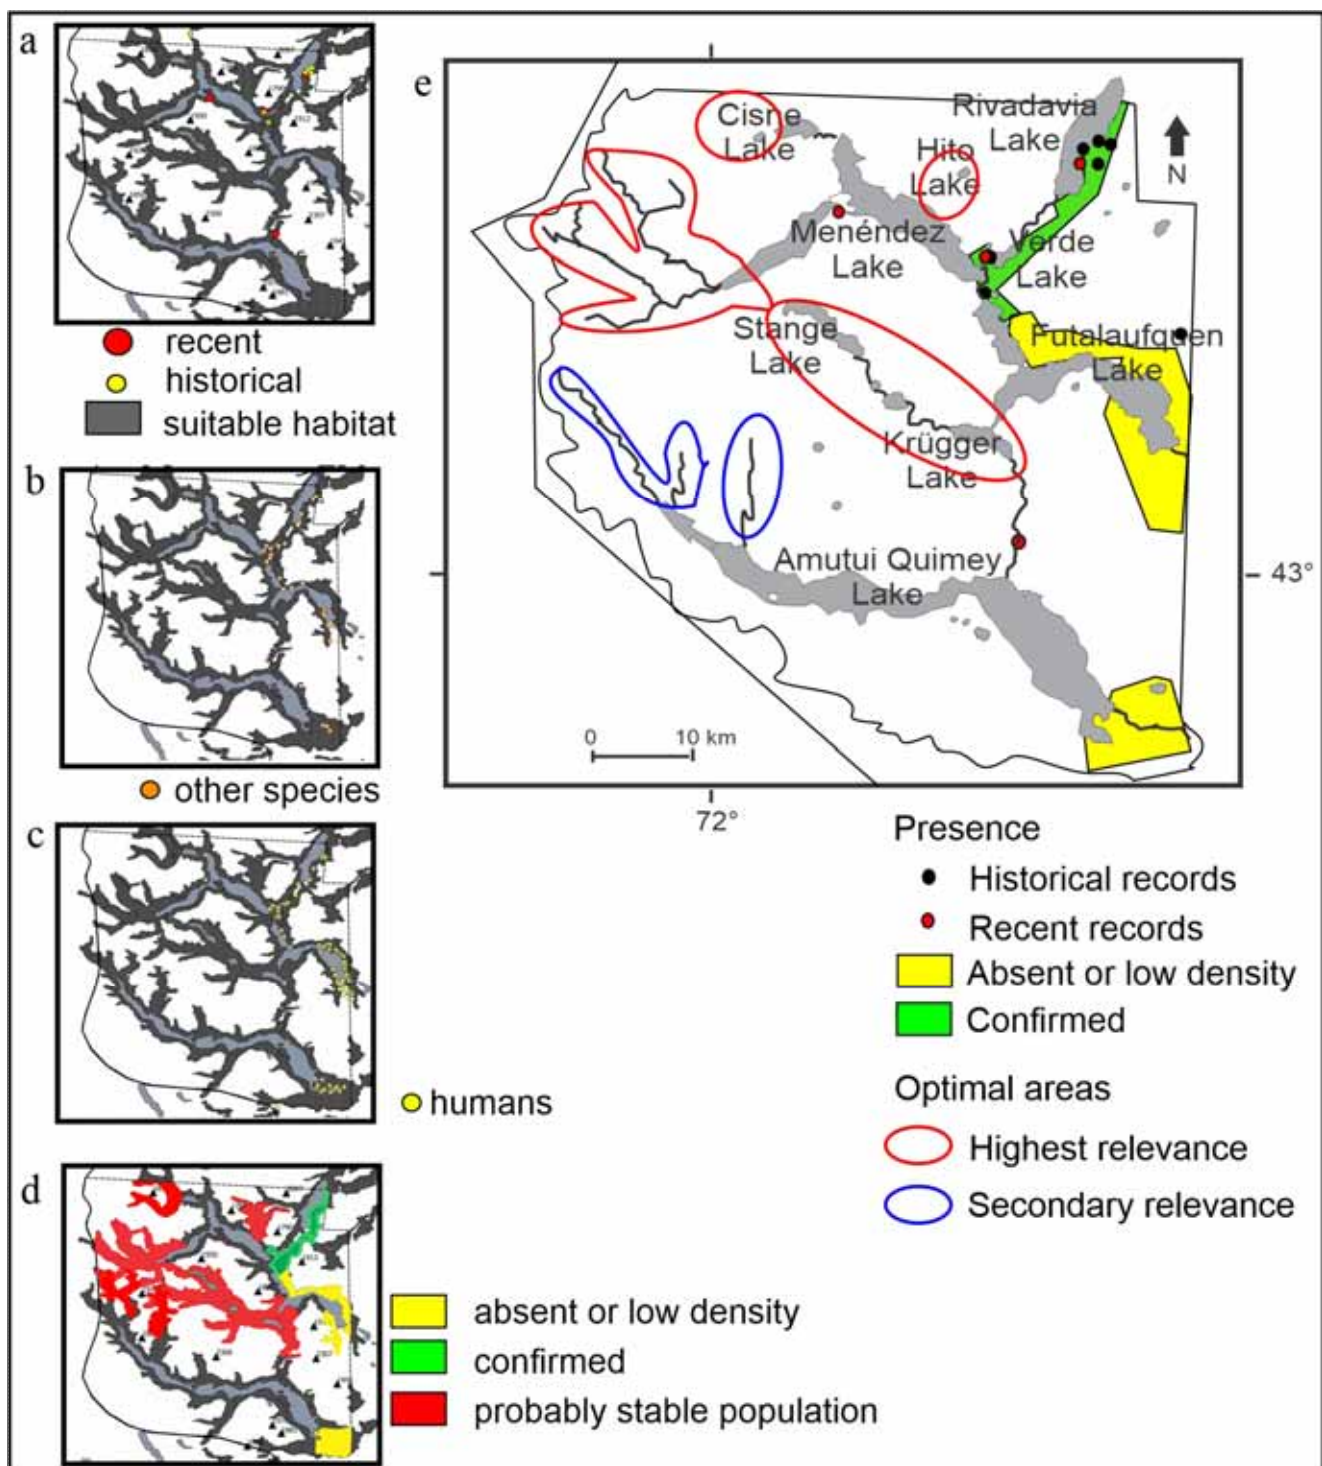 a
recent
historical
suitable habitat
b
other species
c
humans
d
absent or low density
confirmed
probably stable population
e
Cisne
Lake
Rivadavia
Lake
Hito
Lake
N
Menéndez
Lake
Verde
Lake
Stange
Lake
Futalaufquen
Lake
Krügger
Lake
Amutui Quimey
Lake
43°
0 10 km
72°
Presence
Historical records
Recent records
Absent or low density
Confirmed
Optimal areas
Highest relevance
Secondary relevance